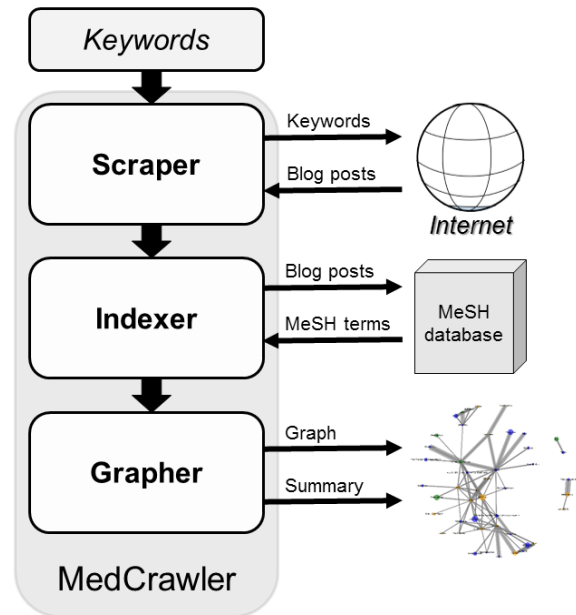 Keywords
Scraper
Keywords
Blog posts
Internet
Indexer
Blog posts
MeSH terms
MeSH
database
Grapher
Graph
Summary
MedCrawler